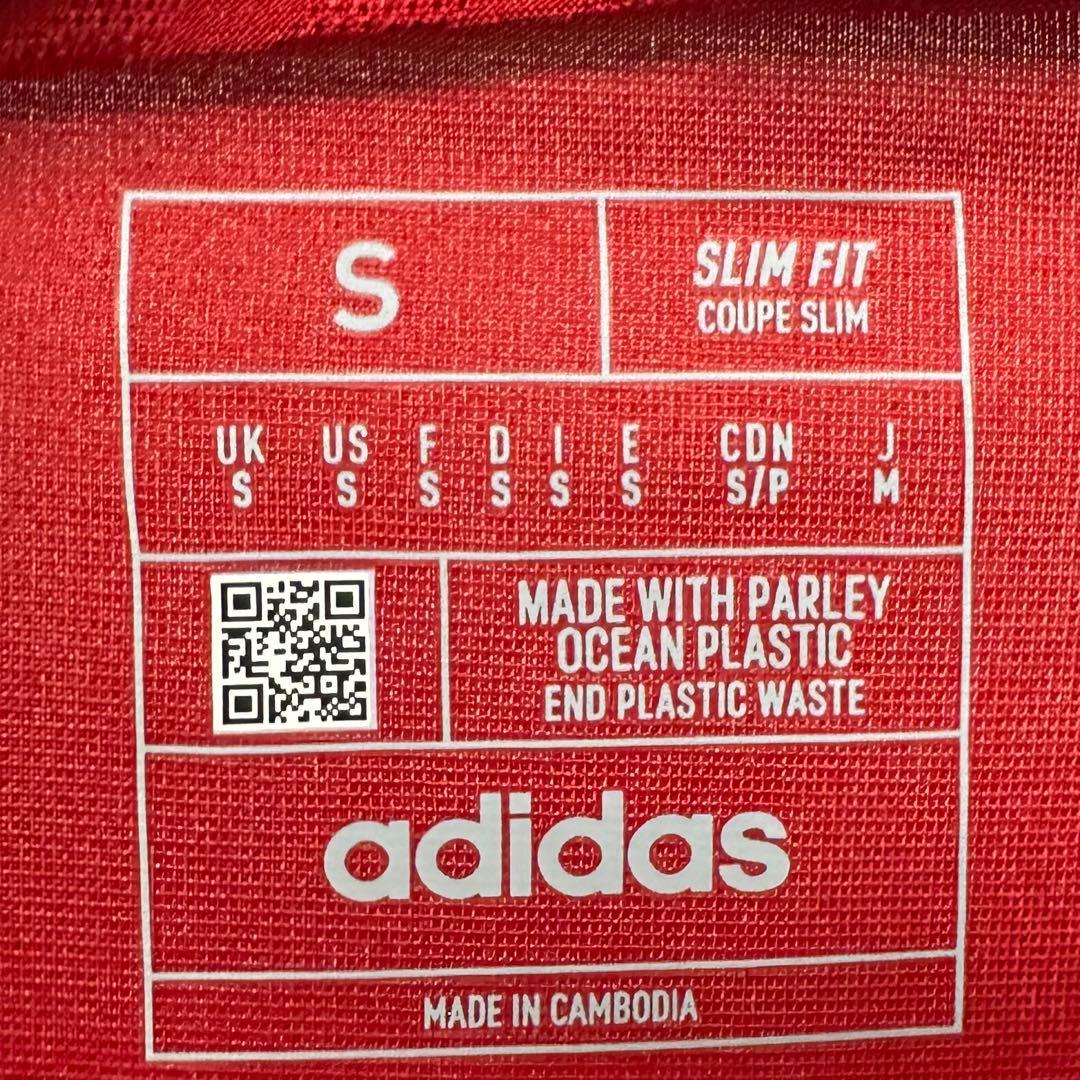 S
SLIM FIT
COUPE SLIM
UK US F D I E CDN J
S S S S S S S/P M
MADE WITH PARLEY
OCEAN PLASTIC
END PLASTIC WASTE
adidas
MADE IN CAMBODIA